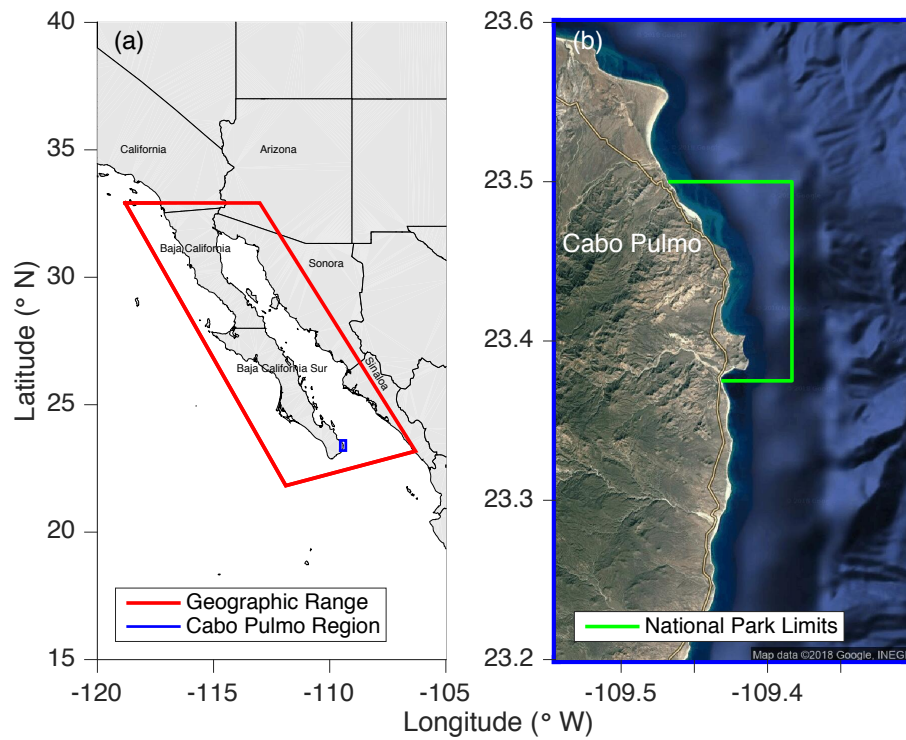 (a)
40
35
30
25
20
15
-120
-115
-110
-105
California
Arizona
Baja California
Sonora
Sinaloa
Baja California Sur
Geographic Range
Cabo Pulmo Region
Latitude (° N)
Longitude (° W)
(b)
23.6
23.5
23.4
23.3
23.2
-109.5
-109.4
Cabo Pulmo
National Park Limits
Map data ©2018 Google, INEG